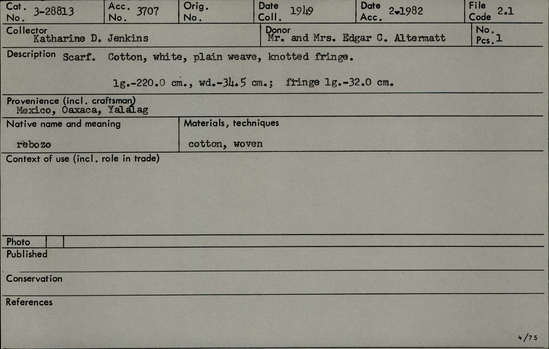 Cat. No. 3-28813 Acc. No. 3707 Orig. No. Date Coll. 1949 Date Acc. 2-1982 File Code 2.1
Collector Katharine D. Jenkins Donor Mr. and Mrs. Edgar C. Altermatt No. Pcs. 1
Description Scarf. Cotton, white, plain weave, knotted fringe.
lg.-220.0 cm., wd.-34.5 cm.; fringe lg.-32.0 cm.
Provenience (incl. craftsman)
Mexico, Oaxaca, Yalalag
Native name and meaning Materials, techniques
rebozo cotton, woven
Context of use (incl. role in trade)
Photo
Published
Conservation
References
4/75